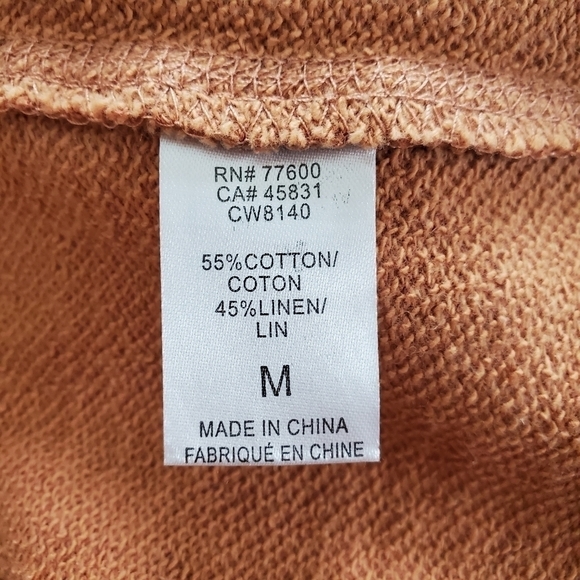 RN# 77600
CA# 45831
CW8140
55%COTTON/
COTON
45%LINEN/
LIN
M
MADE IN CHINA
FABRIQUÉ EN CHINE